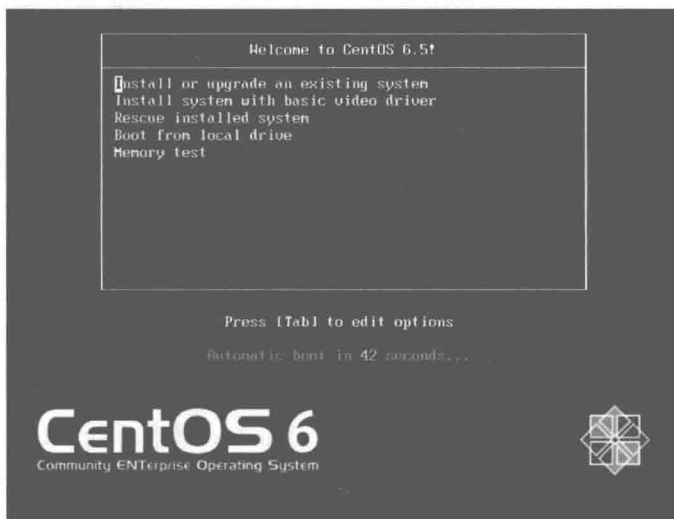 Welcome to CentOS 6.5!
Install or upgrade an existing system
Install system with basic video driver
Rescue installed system
Boot from local drive
Memory test
Press [Tab] to edit options
Automatic boot in 42 seconds...
CentOS 6
Community ENTerprise Operating System